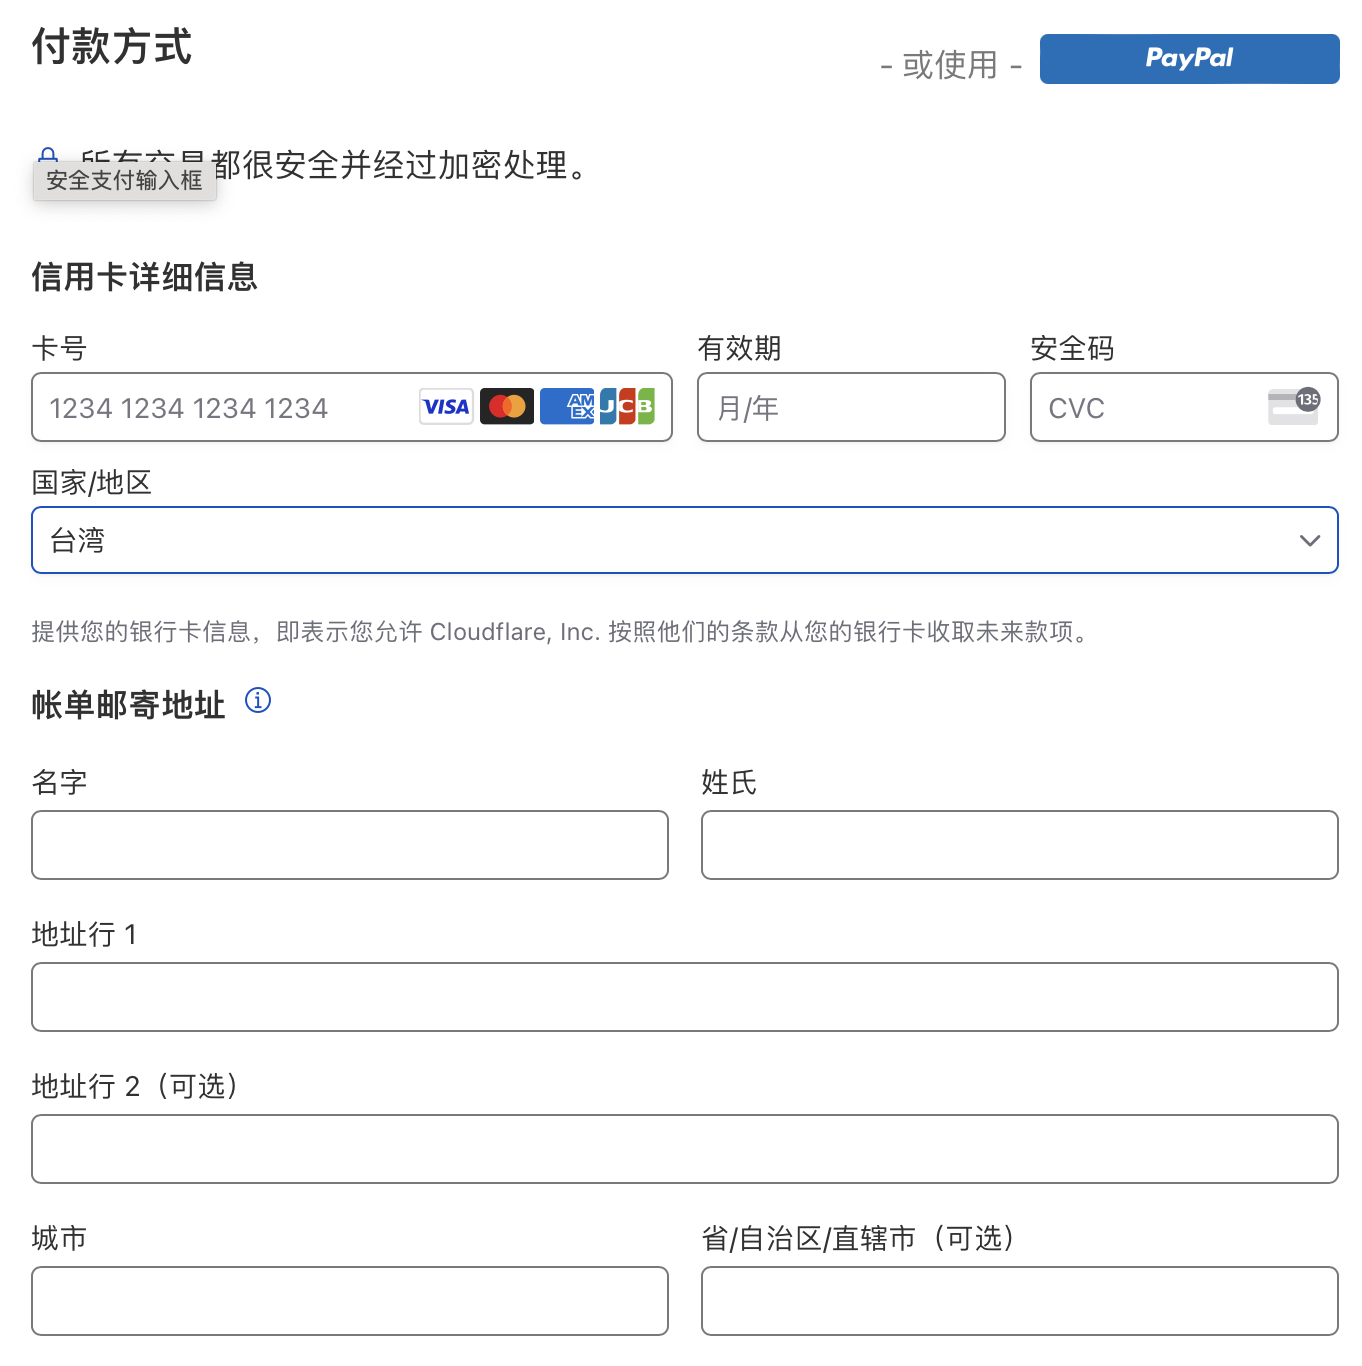 付款方式
- 或使用 -
PayPal
所有交易都很安全并经过加密处理。
安全支付输入框
信用卡详细信息
卡号
有效期
安全码
1234 1234 1234 1234
VISA
AM
EX
JCB
月/年
CVC
135
国家/地区
台湾
提供您的银行卡信息，即表示您允许 Cloudflare, Inc. 按照他们的条款从您的银行卡收取未来款项。
帐单邮寄地址
名字
姓氏
地址行 1
地址行 2（可选）
城市
省/自治区/直辖市（可选）